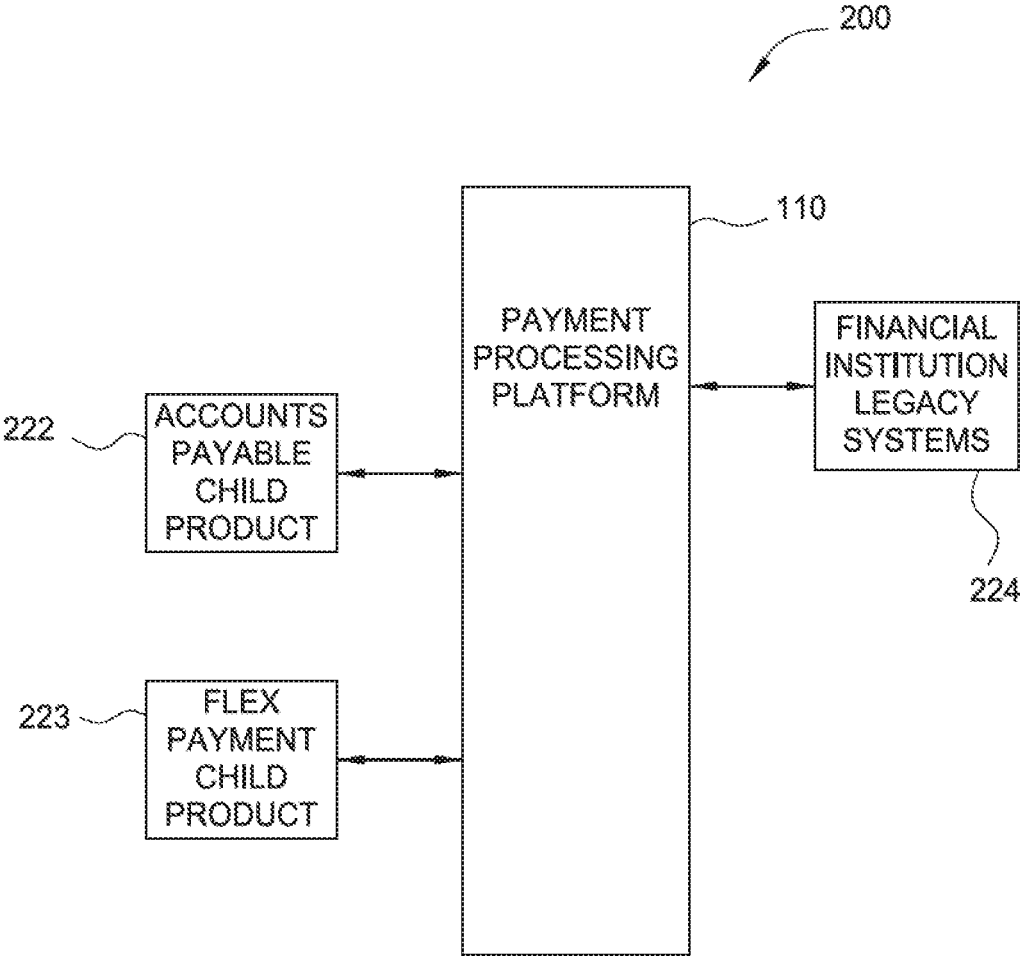 200
110
PAYMENT
PROCESSING
PLATFORM
FINANCIAL
INSTITUTION
LEGACY
SYSTEMS
224
222
ACCOUNTS
PAYABLE
CHILD
PRODUCT
223
FLEX
PAYMENT
CHILD
PRODUCT